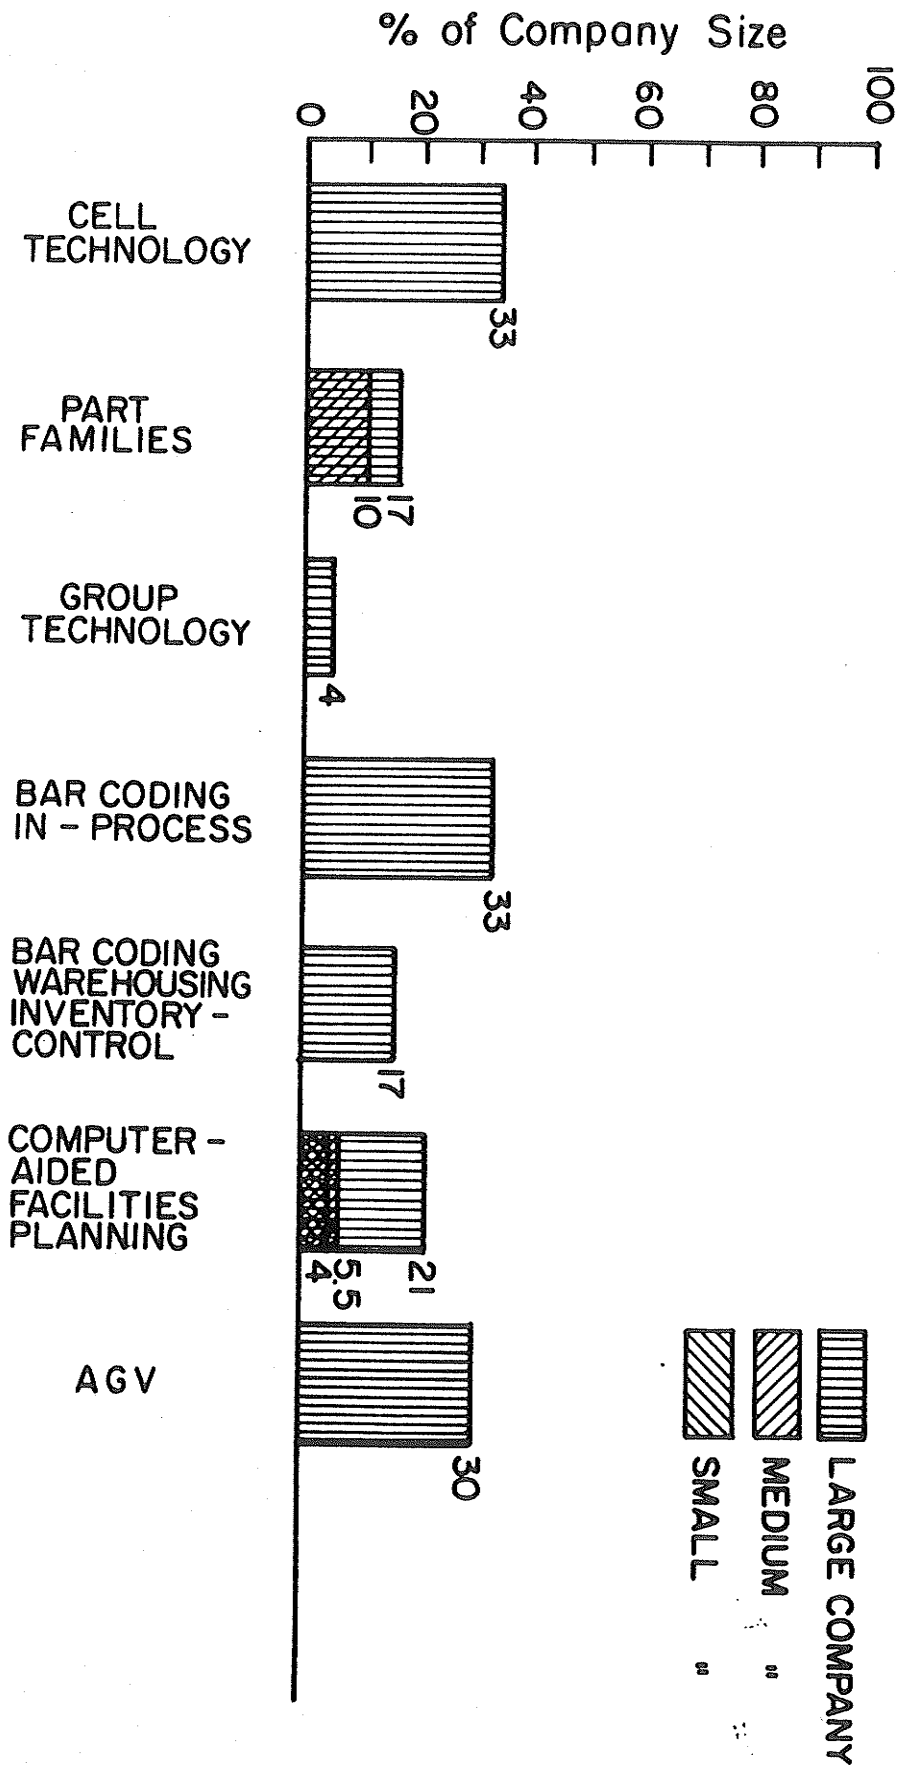 % of Company Size
100
80
60
40
20
0
CELL
TECHNOLOGY
33
PART
FAMILIES
17
10
GROUP
TECHNOLOGY
4
BAR CODING
IN - PROCESS
33
BAR CODING
WAREHOUSING
INVENTORY -
CONTROL
17
COMPUTER -
AIDED
FACILITIES
PLANNING
21
5.5
4
AGV
30
LARGE COMPANY
MEDIUM "
SMALL "